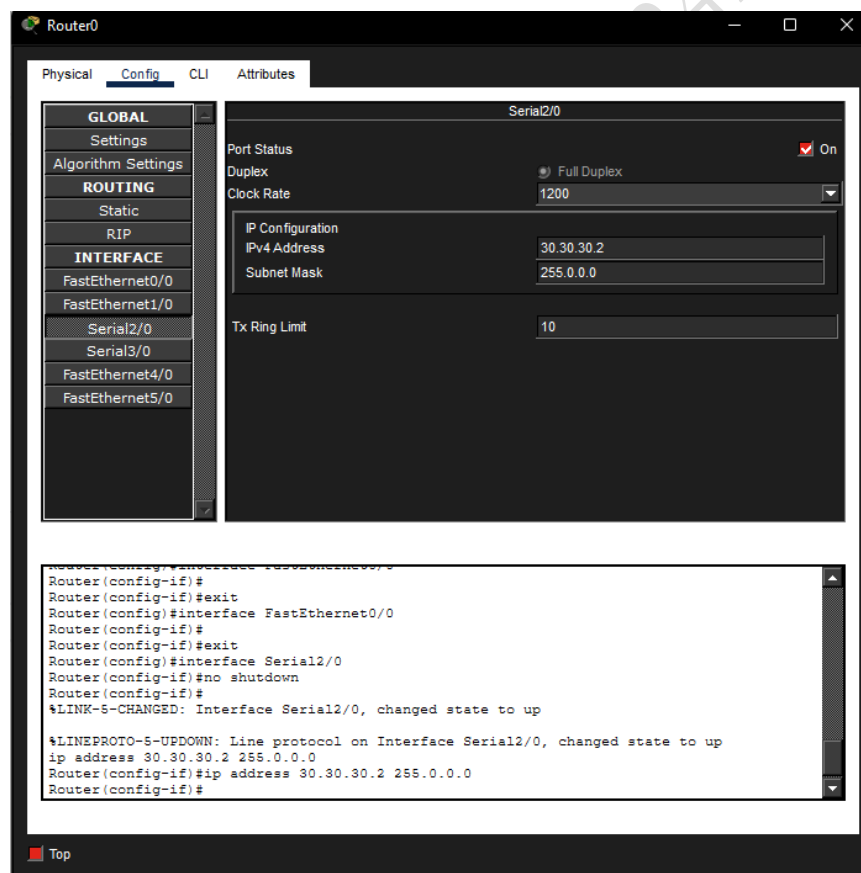 Router0
Physical Config CLI Attributes
GLOBAL
Settings
Algorithm Settings
ROUTING
Static
RIP
INTERFACE
FastEthernet0/0
FastEthernet1/0
Serial2/0
Serial3/0
FastEthernet4/0
FastEthernet5/0
Serial2/0
Port Status On
Duplex Full Duplex
Clock Rate 1200
IP Configuration
IPv4 Address 30.30.30.2
Subnet Mask 255.0.0.0
Tx Ring Limit 10
Router(config-if)#
Router(config-if)#exit
Router(config)#interface FastEthernet0/0
Router(config-if)#
Router(config-if)#exit
Router(config)#interface Serial2/0
Router(config-if)#no shutdown
Router(config-if)#
%LINK-5-CHANGED: Interface Serial2/0, changed state to up
%LINEPROTO-5-UPDOWN: Line protocol on Interface Serial2/0, changed state to up
ip address 30.30.30.2 255.0.0.0
Router(config-if)#ip address 30.30.30.2 255.0.0.0
Router(config-if)#
Top